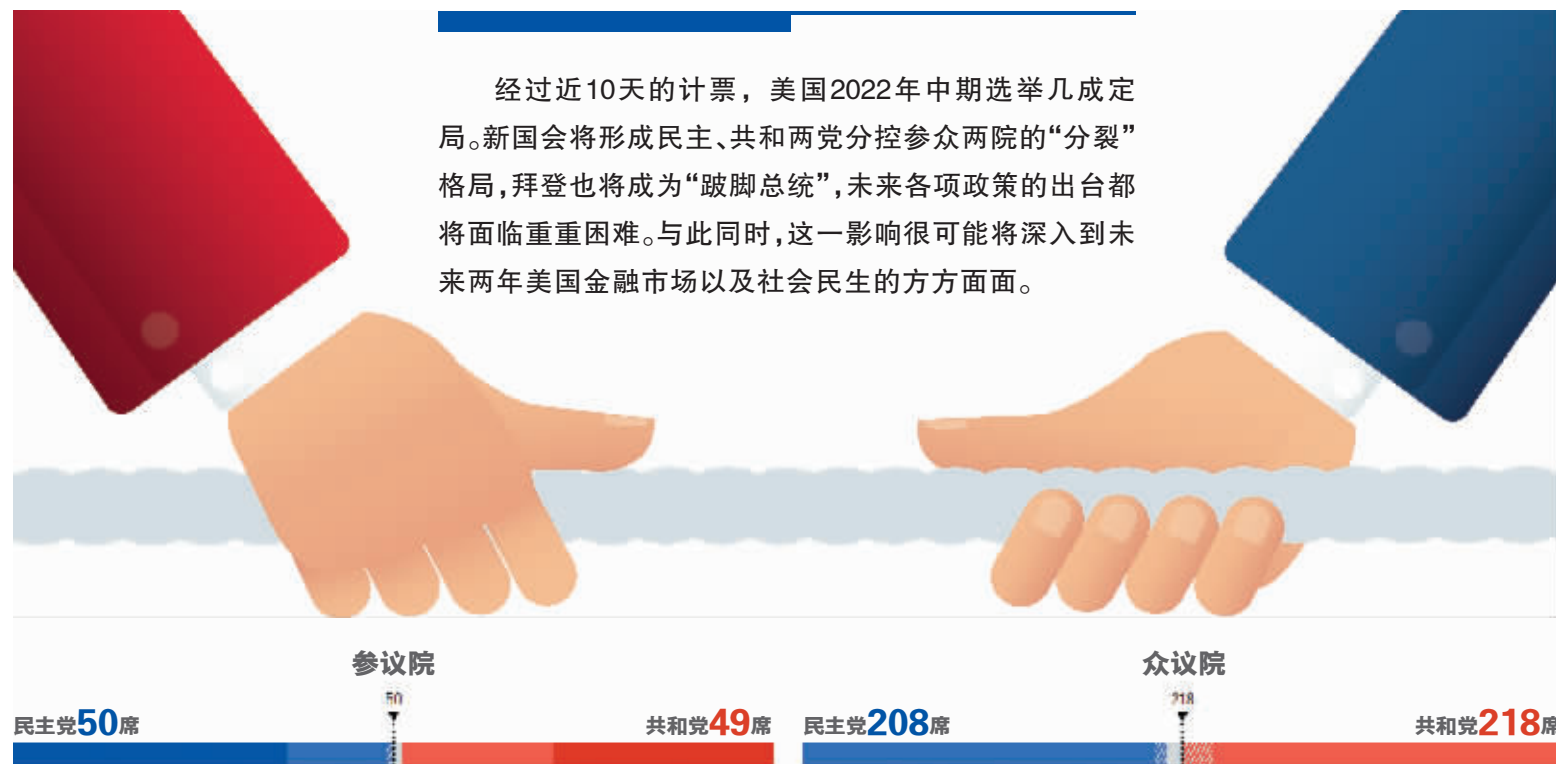 经过近10天的计票，美国2022年中期选举几成定
局。新国会将形成民主、共和两党分控参众两院的“分裂”
格局，拜登也将成为“跛脚总统”，未来各项政策的出台都
将面临重重困难。与此同时，这一影响很可能将深入到未
来两年美国金融市场以及社会民生的方方面面。
参议院
50
民主党50席
共和党49席
众议院
218
民主党208席
共和党218席